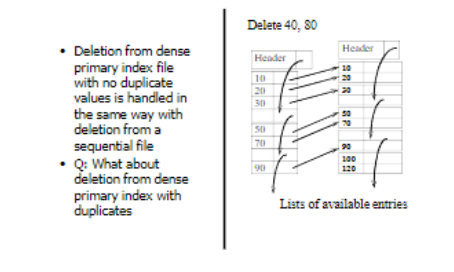 • Deletion from dense
primary index file
with no duplicate
values is handled in
the same way with
deletion from a
sequential file
• Q: What about
deletion from dense
primary index with
duplicates
Delete 40, 80
Header
10
20
30
50
70
90
Header
10
20
30
50
70
90
100
120
Lists of available entries